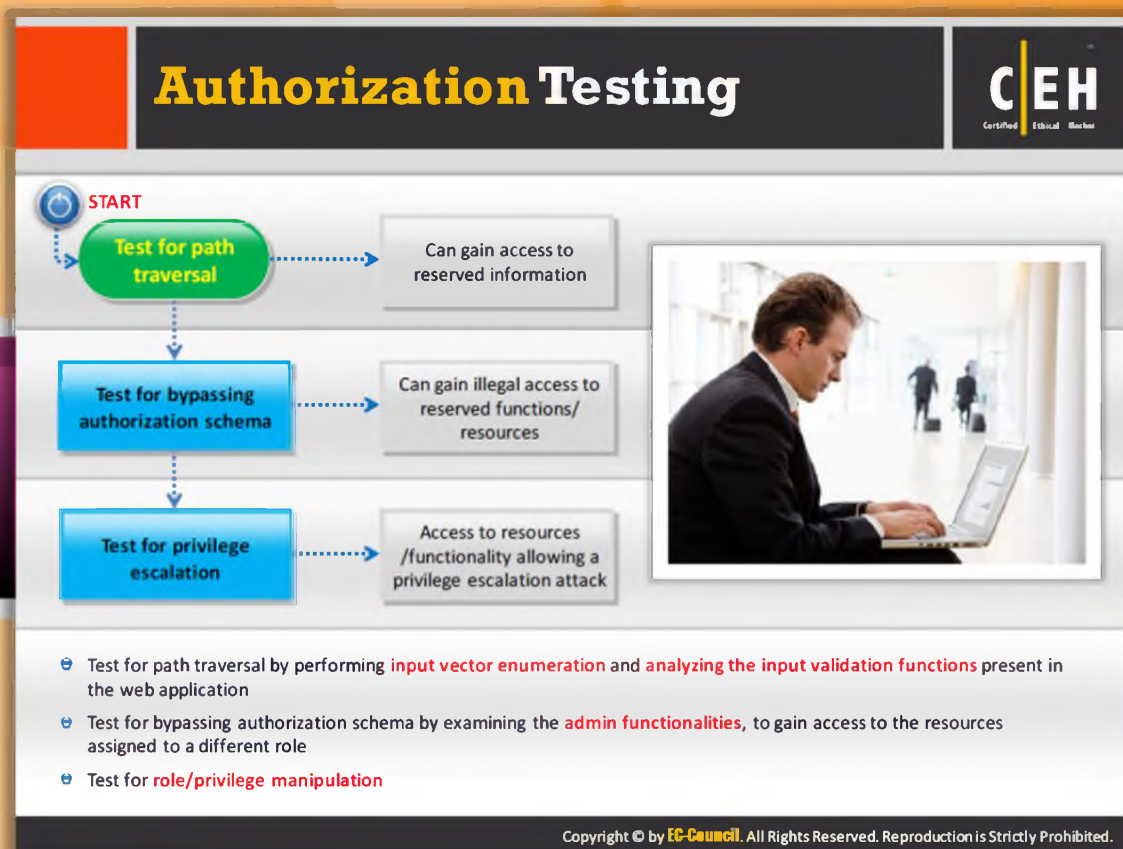 Authorization Testing
C|EH
Certified Ethical Hacker
START
Test for path
traversal
Can gain access to
reserved information
Test for bypassing
authorization schema
Can gain illegal access to
reserved functions/
resources
Test for privilege
escalation
Access to resources
/functionality allowing a
privilege escalation attack
Test for path traversal by performing input vector enumeration and analyzing the input validation functions present in
the web application
Test for bypassing authorization schema by examining the admin functionalities, to gain access to the resources
assigned to a different role
Test for role/privilege manipulation
Copyright © by EC-Council. All Rights Reserved. Reproduction is Strictly Prohibited.